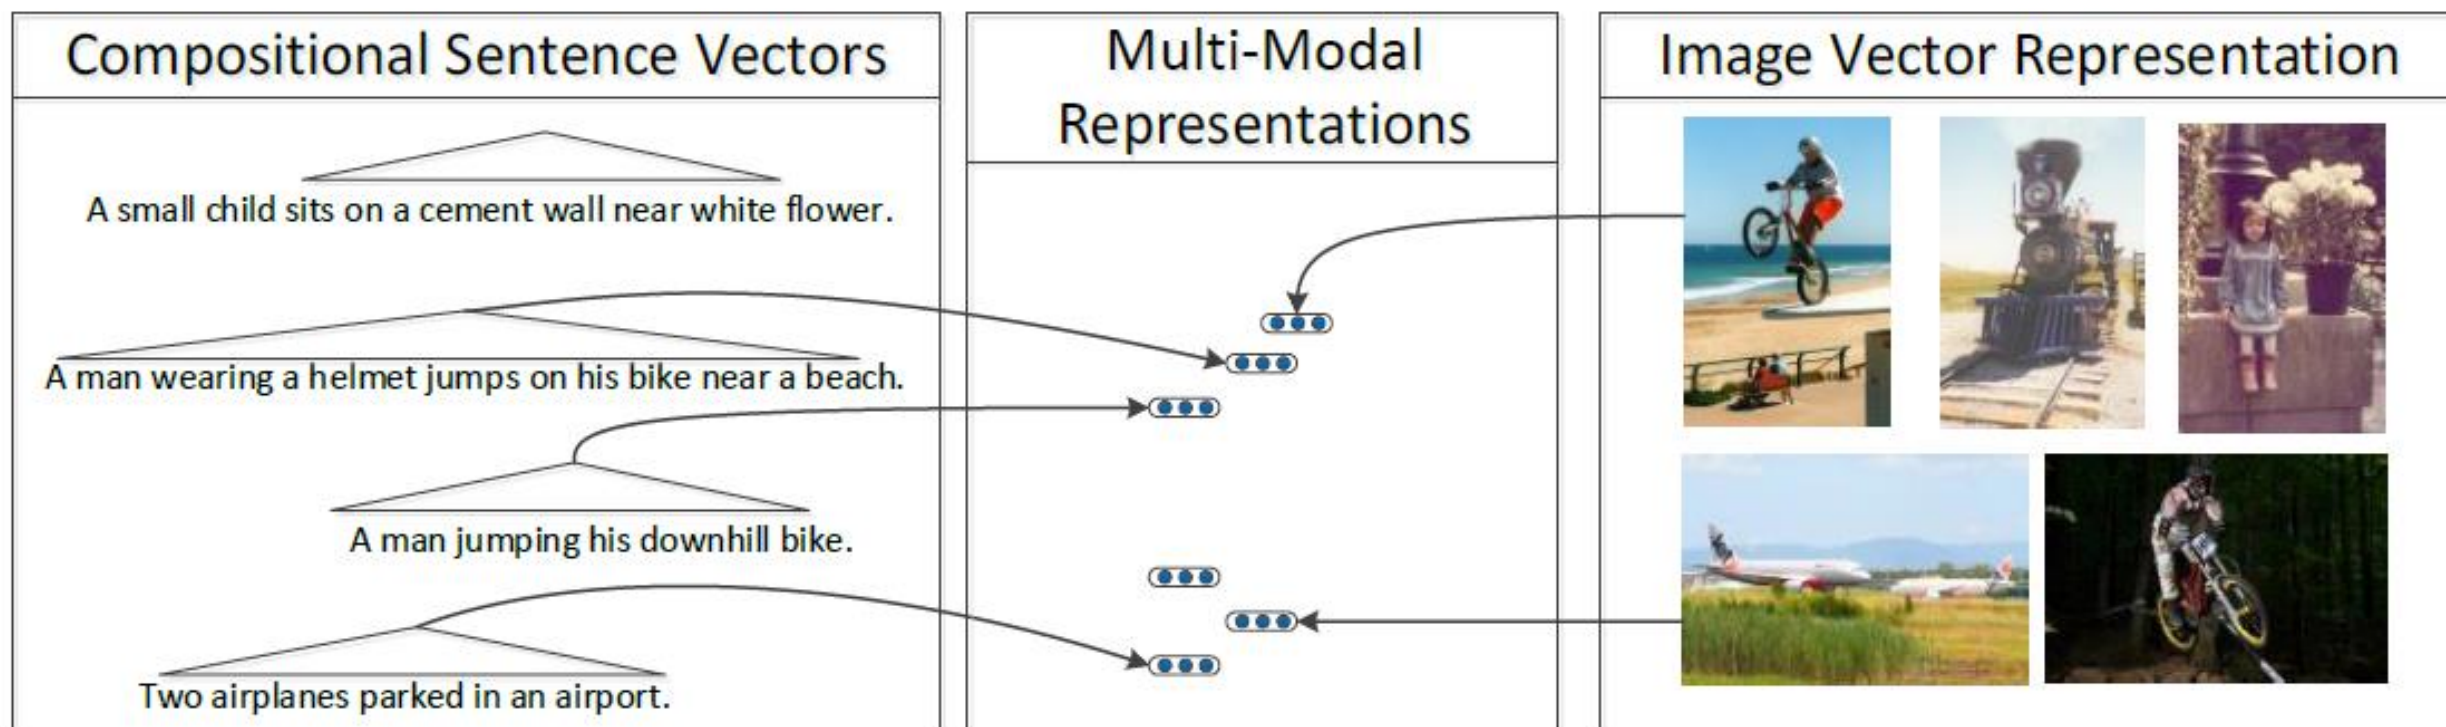 Compositional Sentence Vectors
A small child sits on a cement wall near white flower.
A man wearing a helmet jumps on his bike near a beach.
A man jumping his downhill bike.
Two airplanes parked in an airport.
Multi-Modal
Representations
Image Vector Representation